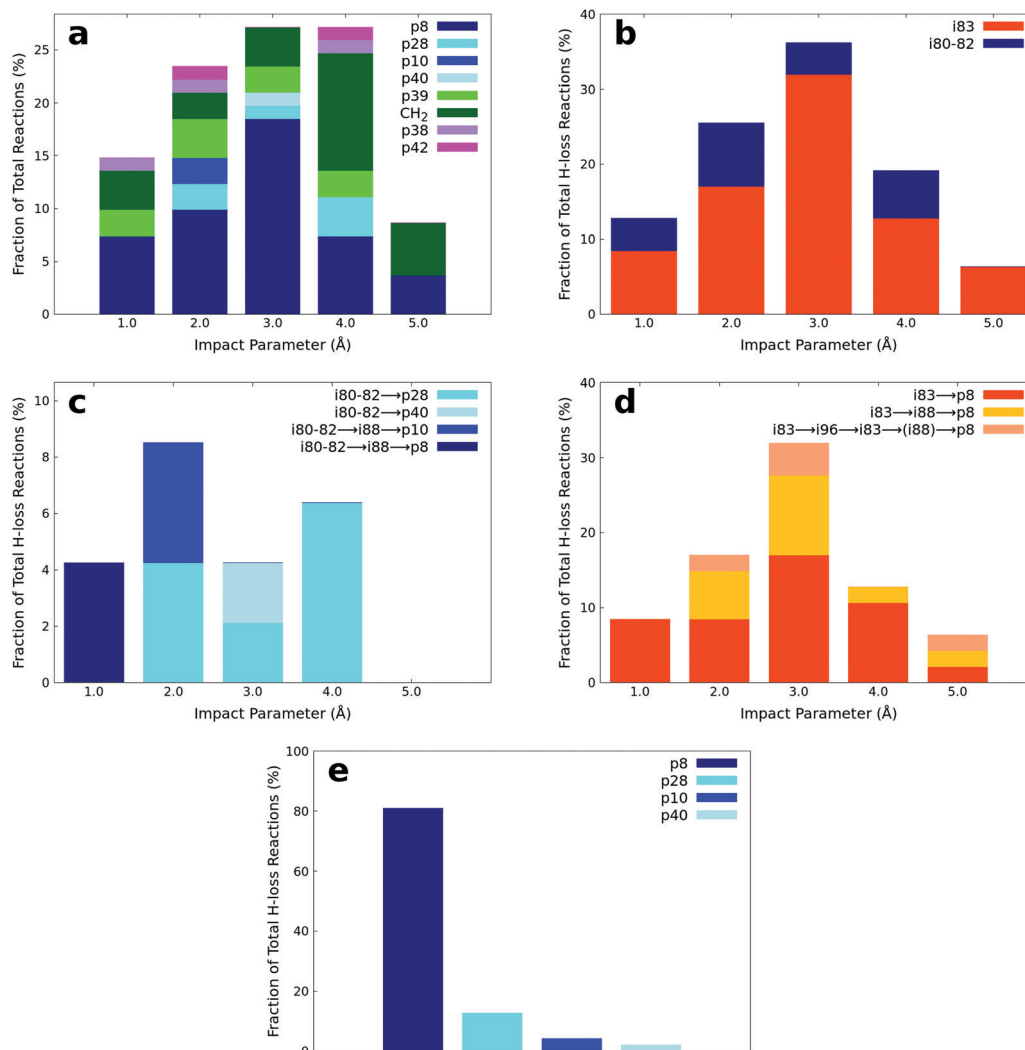 a
Fraction of Total Reactions (%)
25
20
15
10
5
0
p8
p28
p10
p40
p39
CH₂
p38
p42
1.0 2.0 3.0 4.0 5.0
Impact Parameter (Å)
b
Fraction of Total H-loss Reactions (%)
40
30
20
10
0
i83
i80-82
1.0 2.0 3.0 4.0 5.0
Impact Parameter (Å)
c
Fraction of Total H-loss Reactions (%)
10
8
6
4
2
0
i80-82→p28
i80-82→p40
i80-82→i88→p10
i80-82→i88→p8
1.0 2.0 3.0 4.0 5.0
Impact Parameter (Å)
d
Fraction of Total H-loss Reactions (%)
40
30
20
10
0
i83→p8
i83→i88→p8
i83→i96→i83→(i88)→p8
1.0 2.0 3.0 4.0 5.0
Impact Parameter (Å)
e
Fraction of Total H-loss Reactions (%)
100
80
60
40
20
0
p8
p28
p10
p40